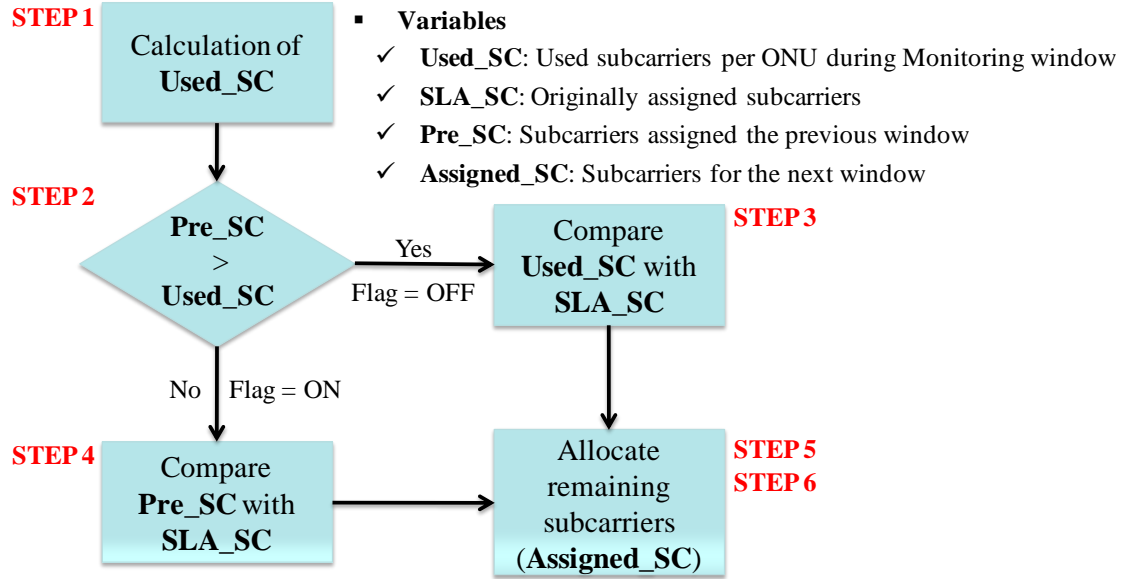 STEP 1
Calculation of
Used_SC
▪ Variables
✓ Used_SC: Used subcarriers per ONU during Monitoring window
✓ SLA_SC: Originally assigned subcarriers
✓ Pre_SC: Subcarriers assigned the previous window
✓ Assigned_SC: Subcarriers for the next window
STEP 2
Pre_SC
>
Used_SC
Yes
Flag = OFF
STEP 3
Compare
Used_SC with
SLA_SC
No
Flag = ON
STEP 4
Compare
Pre_SC with
SLA_SC
STEP 5
STEP 6
Allocate
remaining
subcarriers
(Assigned_SC)